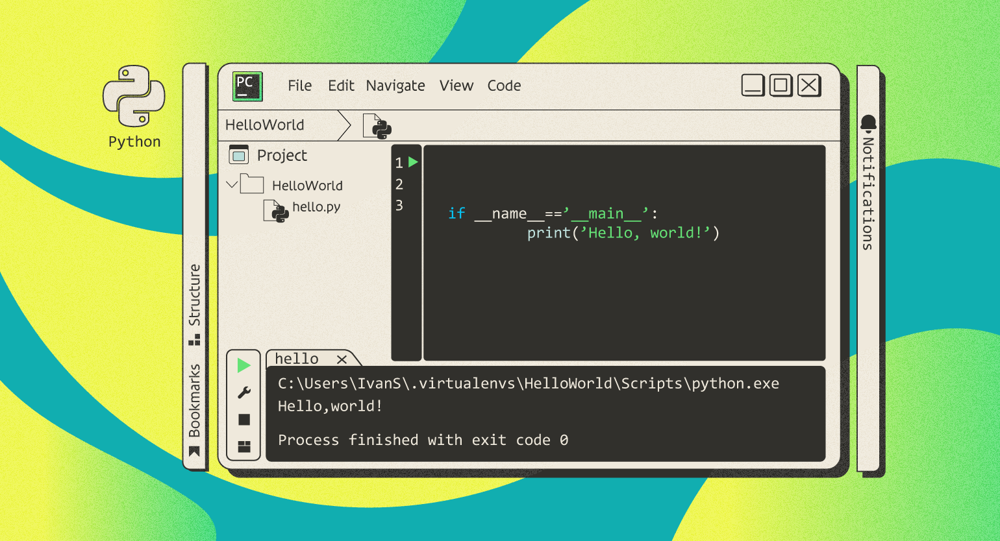 PC
File Edit Navigate View Code
HelloWorld
Python
Project
HelloWorld
hello.py
1
2
3
if __name__==’__main__’:
print(’Hello, world!’)
Structure
Bookmarks
Notifications
hello
C:\Users\IvanS\.virtualenvs\HelloWorld\Scripts\python.exe
Hello,world!
Process finished with exit code 0